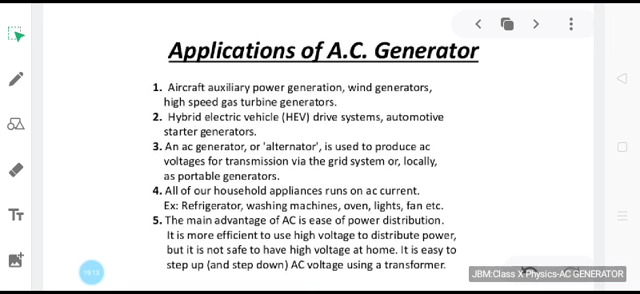 Applications of A.C. Generator
1. Aircraft auxiliary power generation, wind generators,
high speed gas turbine generators.
2. Hybrid electric vehicle (HEV) drive systems, automotive
starter generators.
3. An ac generator, or 'alternator', is used to produce ac
voltages for transmission via the grid system or, locally,
as portable generators.
4. All of our household appliances runs on ac current.
Ex: Refrigerator, washing machines, oven, lights, fan etc.
5. The main advantage of AC is ease of power distribution.
It is more efficient to use high voltage to distribute power,
but it is not safe to have high voltage at home. It is easy to
step up (and step down) AC voltage using a transformer.
Tт
19:13
JBM:Class X Physics-AC GENERATOR